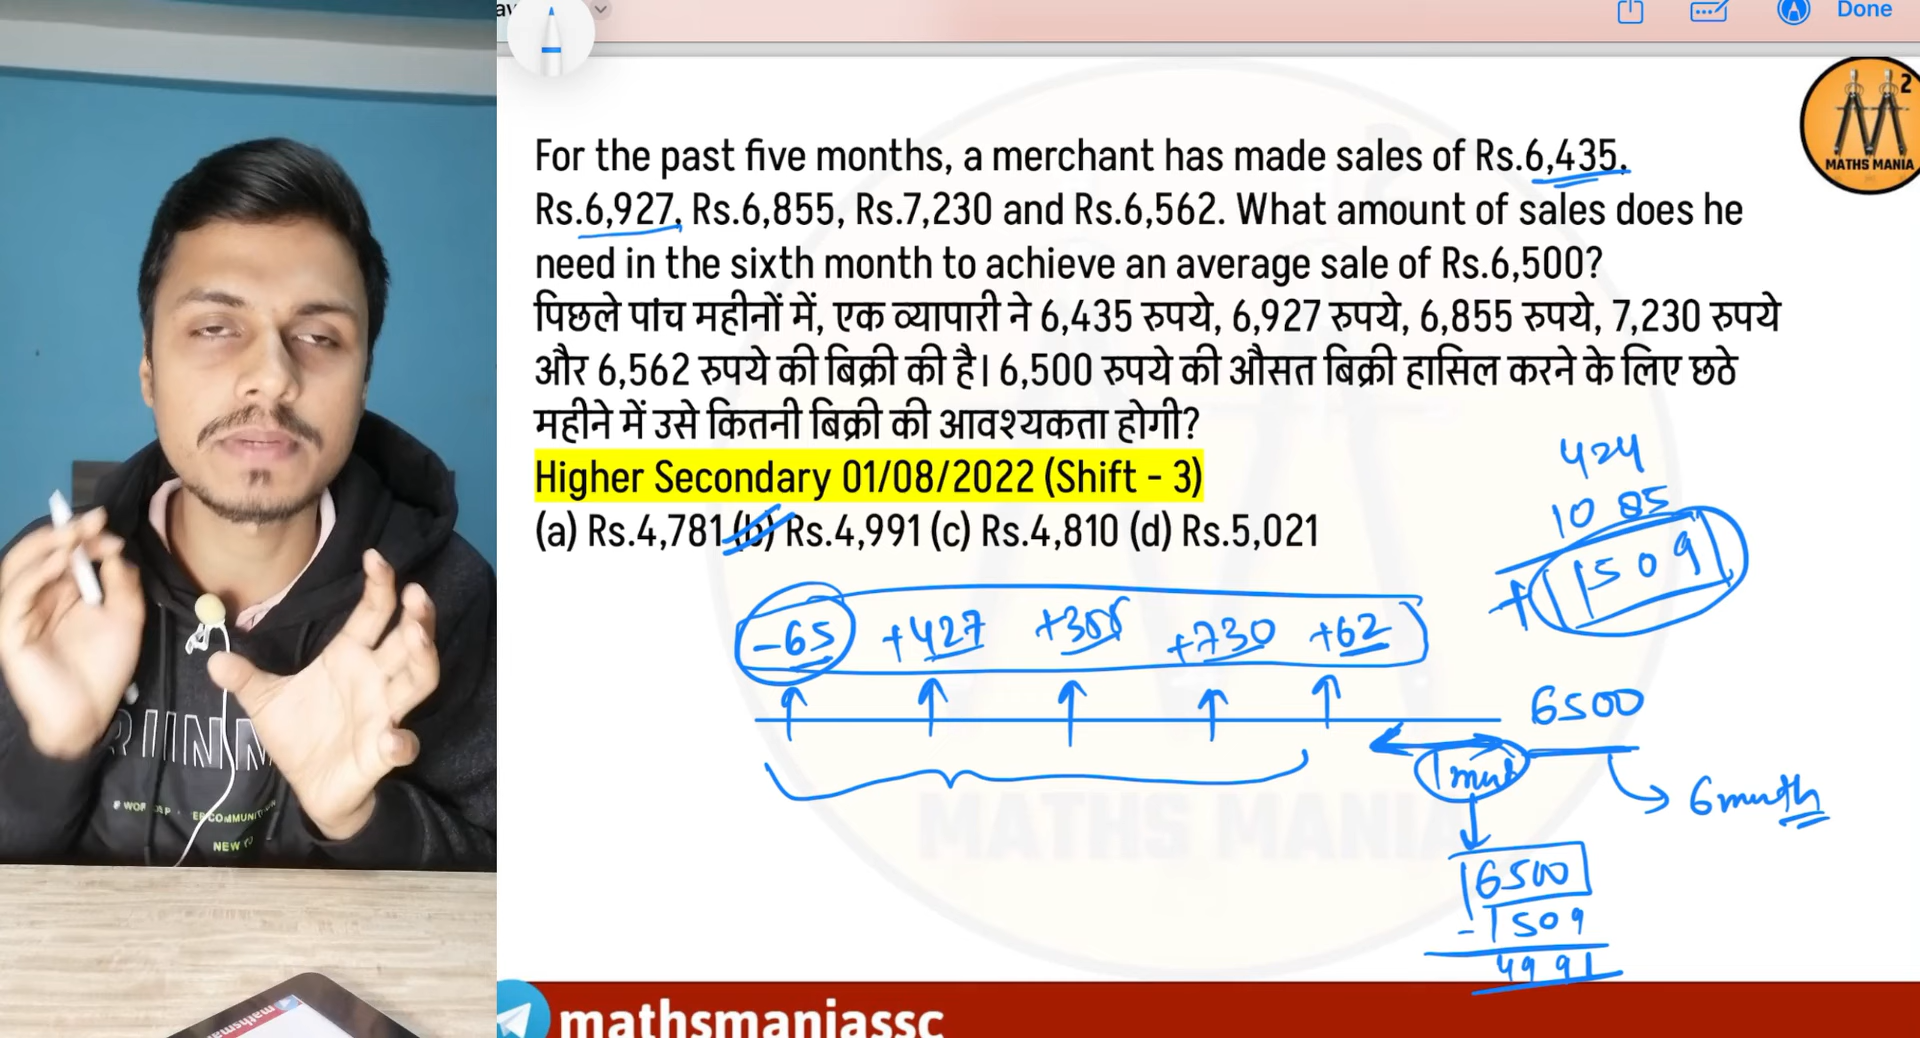 Done
2
MATHS MANIA
For the past five months, a merchant has made sales of Rs.6,435,
Rs.6,927, Rs.6,855, Rs.7,230 and Rs.6,562. What amount of sales does he
need in the sixth month to achieve an average sale of Rs.6,500?
पिछले पांच महीनों में, एक व्यापारी ने 6,435 रुपये, 6,927 रुपये, 6,855 रुपये, 7,230 रुपये
और 6,562 रुपये की बिक्री की है। 6,500 रुपये की औसत बिक्री हासिल करने के लिए छठे
महीने में उसे कितनी बिक्री की आवश्यकता होगी?
Higher Secondary 01/08/2022 (Shift - 3)
(a) Rs.4,781 (b) Rs.4,991 (c) Rs.4,810 (d) Rs.5,021
424
1085
+1509
-65 +427 +730 +62
6500
6month
6500
-1509
4991
MATHS MANIA
NEW
mathsmaniassc